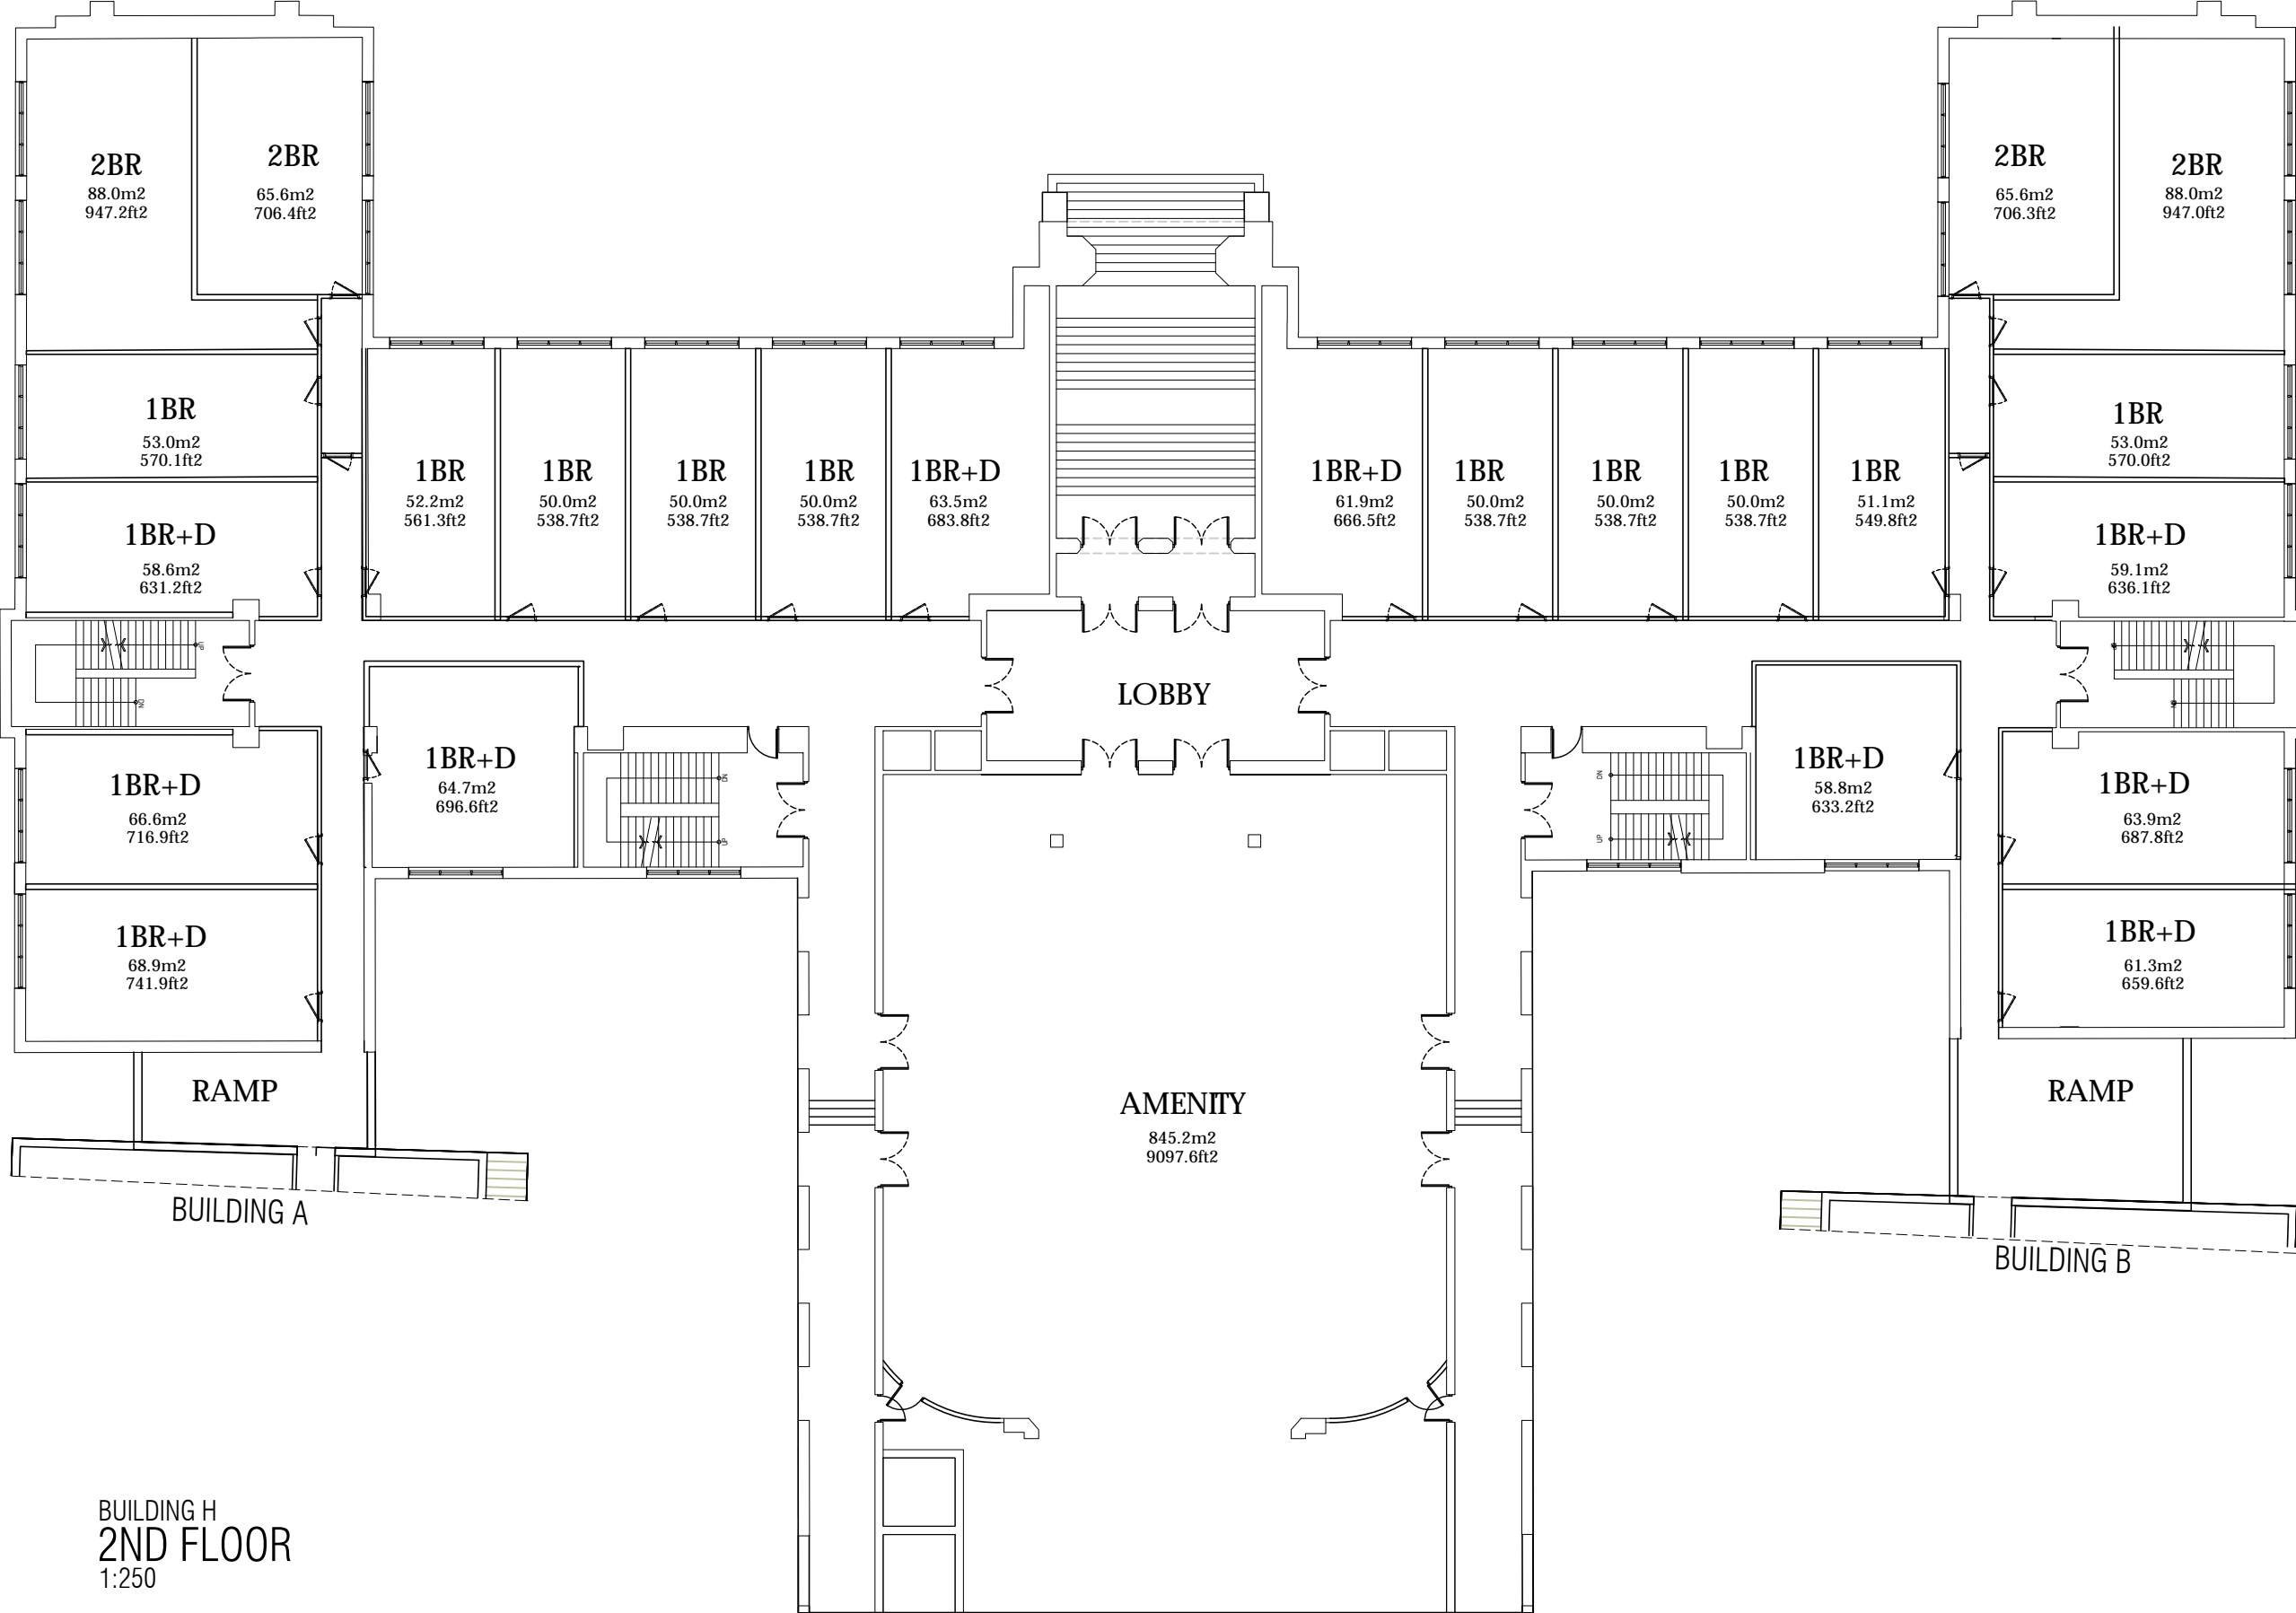 2BR
88.0m2
947.2ft2
2BR
65.6m2
706.4ft2
2BR
65.6m2
706.3ft2
2BR
88.0m2
947.0ft2
1BR
53.0m2
570.1ft2
1BR+D
58.6m2
631.2ft2
1BR
52.2m2
561.3ft2
1BR
50.0m2
538.7ft2
1BR
50.0m2
538.7ft2
1BR
50.0m2
538.7ft2
1BR+D
63.5m2
683.8ft2
1BR+D
61.9m2
666.5ft2
1BR
50.0m2
538.7ft2
1BR
50.0m2
538.7ft2
1BR
50.0m2
538.7ft2
1BR
51.1m2
549.8ft2
1BR
53.0m2
570.0ft2
1BR+D
59.1m2
636.1ft2
UP
DN
LOBBY
1BR+D
66.6m2
716.9ft2
1BR+D
64.7m2
696.6ft2
DN
UP
DN
UP
1BR+D
58.8m2
633.2ft2
1BR+D
63.9m2
687.8ft2
1BR+D
68.9m2
741.9ft2
1BR+D
61.3m2
659.6ft2
RAMP
AMENITY
845.2m2
9097.6ft2
RAMP
BUILDING A
BUILDING B
BUILDING H
2ND FLOOR
1:250